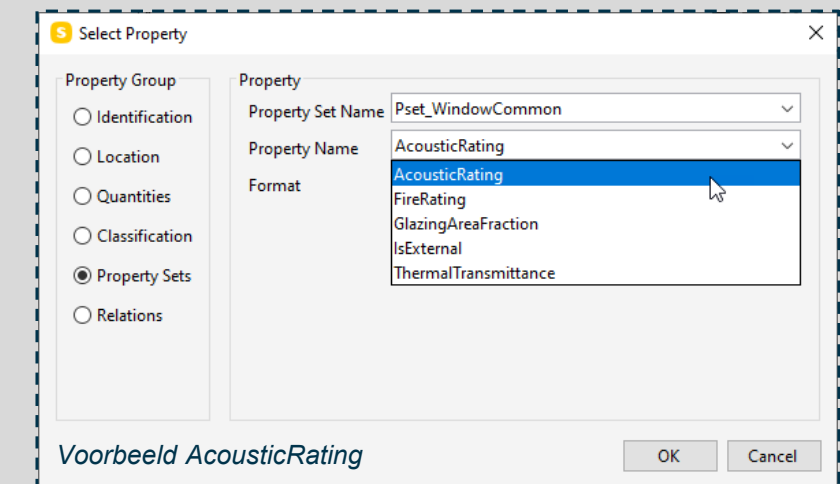 S Select Property
Property Group
Identification
Location
Quantities
Classification
Property Sets
Relations
Property
Property Set Name Pset_WindowCommon
Property Name AcousticRating
Format
AcousticRating
FireRating
GlazingAreaFraction
IsExternal
ThermalTransmittance
Voorbeeld AcousticRating
OK Cancel